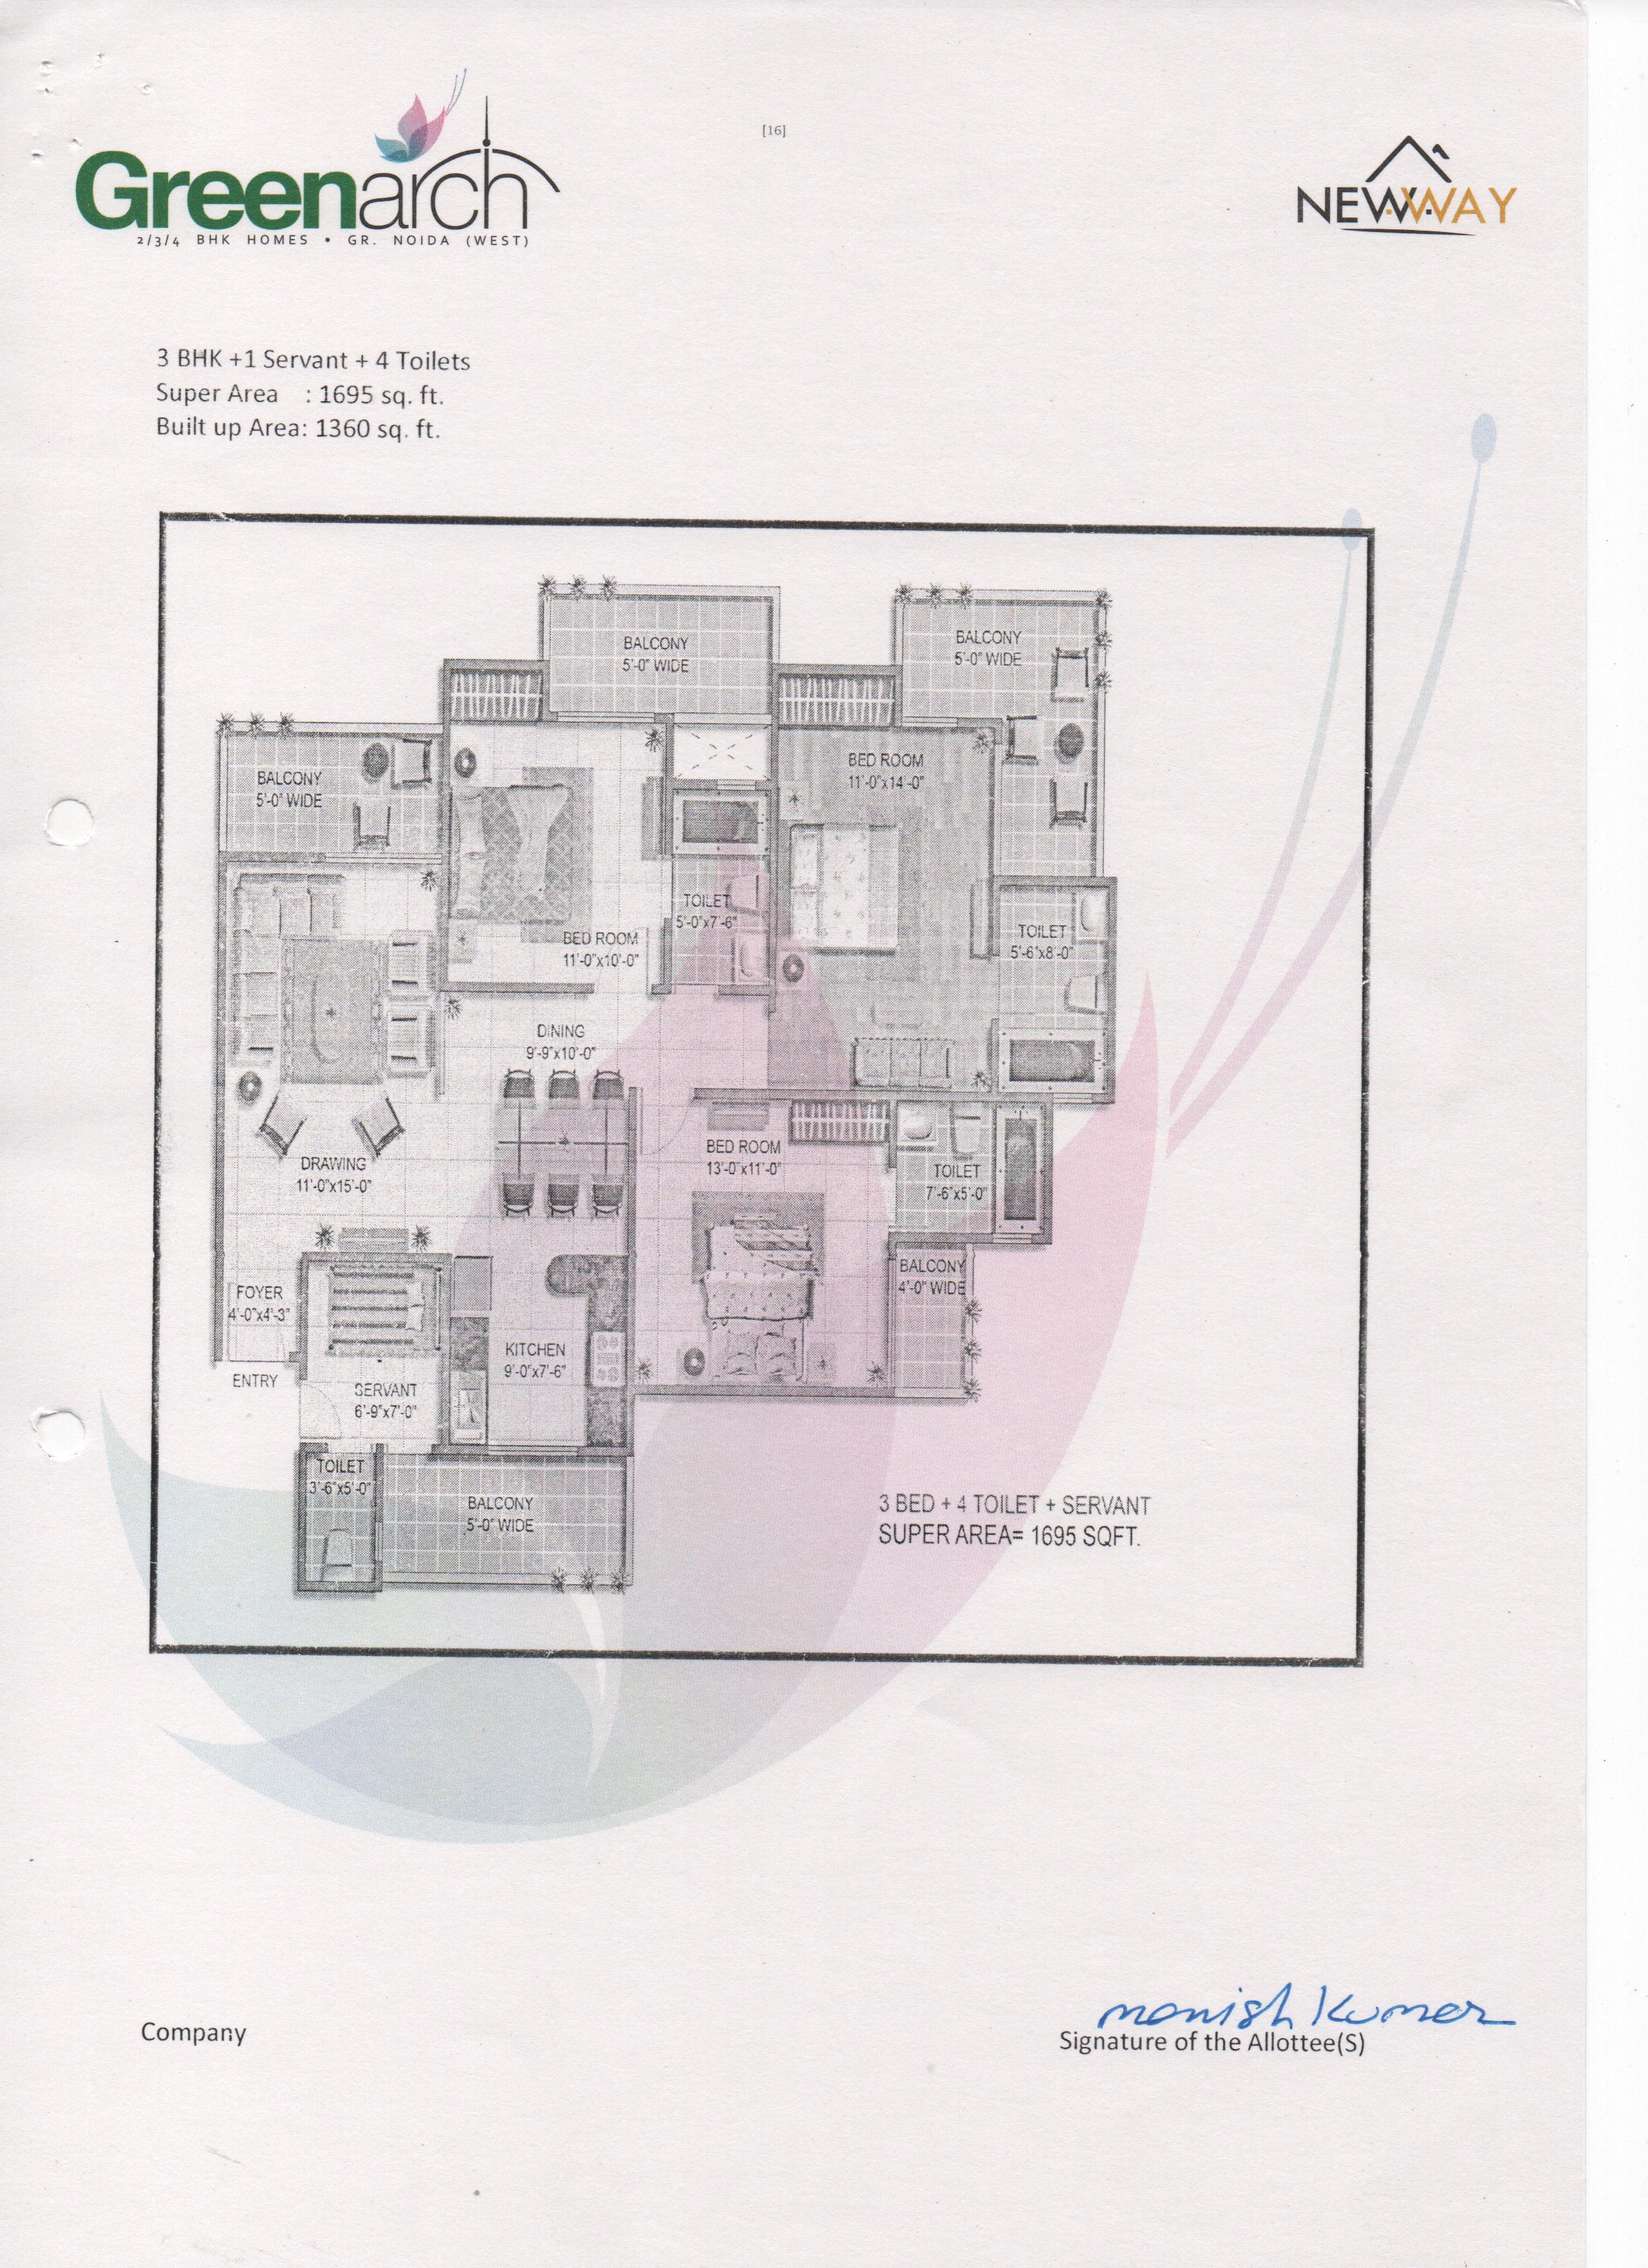 [16]
Greenarch
2/3/4 BHK HOMES • GR. NOIDA (WEST)
NEWWAY
3 BHK +1 Servant + 4 Toilets
Super Area : 1695 sq. ft.
Built up Area: 1360 sq. ft.
BALCONY
5'-0" WIDE
BALCONY
5'-0" WIDE
BALCONY
5'-0" WIDE
BED ROOM
11'-0"x14'-0"
TOILET
5'-0"x7'-6"
BED ROOM
11'-0"x10'-0"
TOILET
5'-6"x8'-0"
DINING
9'-9"x10'-0"
DRAWING
11'-0"x15'-0"
BED ROOM
13'-0"x11'-0"
TOILET
7'-6"x5'-0"
BALCONY
4'-0" WIDE
FOYER
4'-0"x4'-3"
ENTRY
KITCHEN
9'-0"x7'-6"
SERVANT
6'-9"x7'-0"
TOILET
3'-6"x5'-0"
BALCONY
5'-0" WIDE
3 BED + 4 TOILET + SERVANT
SUPER AREA= 1695 SQFT.
manish kumar
Company
Signature of the Allottee(S)